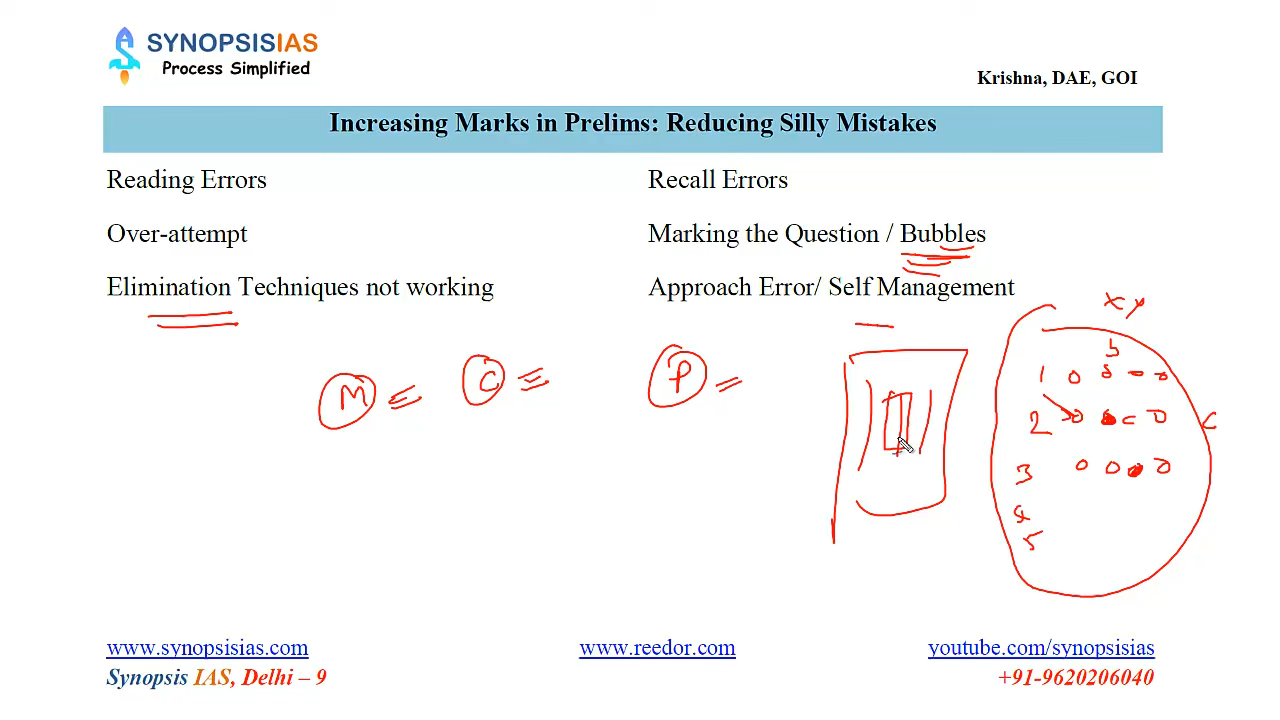 SYNOPSISIAS
Process Simplified
Krishna, DAE, GOI
Increasing Marks in Prelims: Reducing Silly Mistakes
Reading Errors
Recall Errors
Over-attempt
Marking the Question / Bubbles
Elimination Techniques not working
Approach Error/ Self Management
M
C
P
1
2
3
4
5
www.synopsisias.com
www.reedor.com
youtube.com/synopsisias
Synopsis IAS, Delhi – 9
+91-9620206040